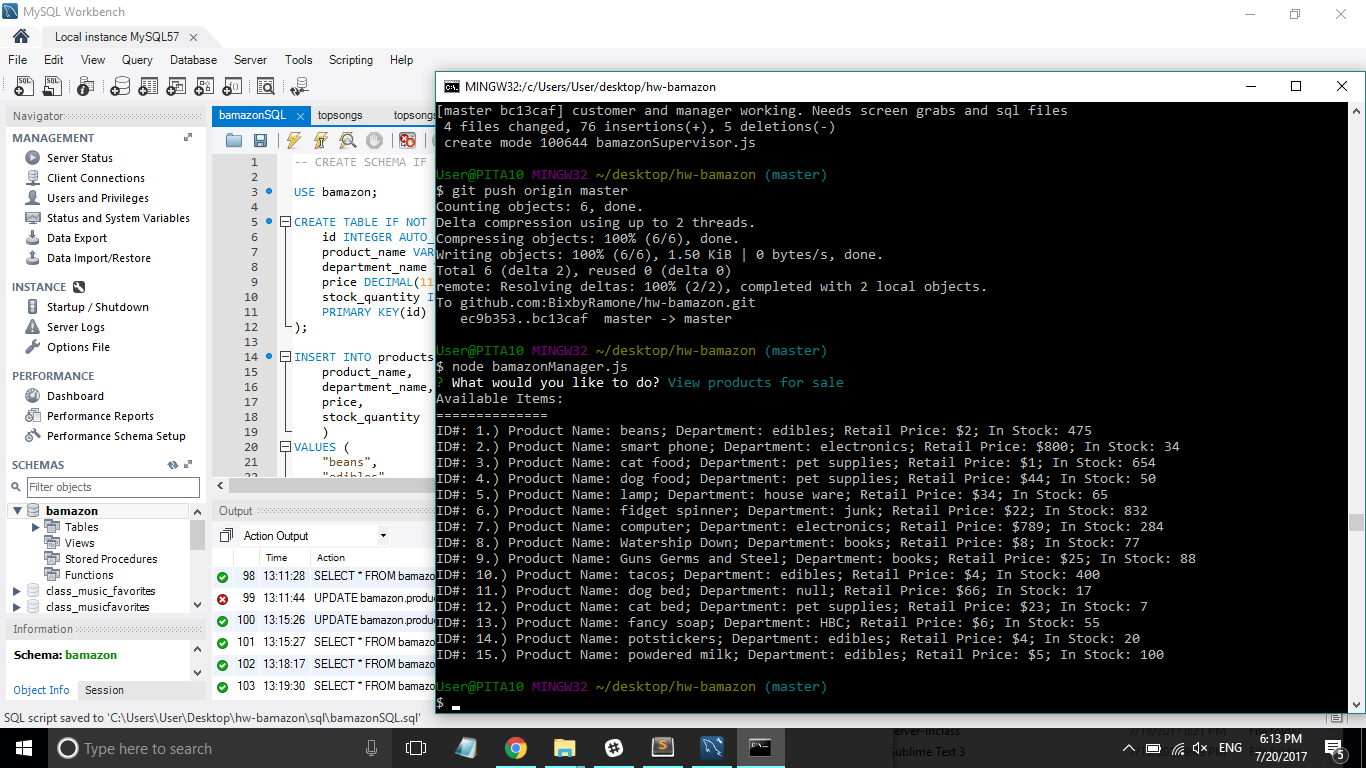 MySQL Workbench
Local instance MySQL57
File Edit View Query Database Server Tools Scripting Help
Navigator
MANAGEMENT
Server Status
Client Connections
Users and Privileges
Status and System Variables
Data Export
Data Import/Restore
INSTANCE
Startup / Shutdown
Server Logs
Options File
PERFORMANCE
Dashboard
Performance Reports
Performance Schema Setup
SCHEMAS
Filter objects
bamazon
Tables
Views
Stored Procedures
Functions
class_music_favorites
class_musicfavorites
Information
Schema: bamazon
Object Info Session
bamazonSQL topsongs topsongs
1 -- CREATE SCHEMA IF
2
3 USE bamazon;
4
5 CREATE TABLE IF NOT
6 id INTEGER AUTO_
7 product_name VAR
8 department_name
9 price DECIMAL(11
10 stock_quantity I
11 PRIMARY KEY(id)
12 );
13
14 INSERT INTO products
15 product_name,
16 department_name,
17 price,
18 stock_quantity
19 )
20 VALUES (
21 "beans",
22 "edibles"
Output
Action Output
Time Action
98 13:11:28 SELECT * FROM bamazo
99 13:11:44 UPDATE bamazon.produ
100 13:15:26 UPDATE bamazon.produ
101 13:15:27 SELECT * FROM bamazo
102 13:18:17 SELECT * FROM bamazo
103 13:19:30 SELECT * FROM bamazo
SQL script saved to 'C:\Users\User\Desktop\hw-bamazon\sql\bamazonSQL.sql'
MINGW32:/c/Users/User/desktop/hw-bamazon
[master bc13caf] customer and manager working. Needs screen grabs and sql files
4 files changed, 76 insertions(+), 5 deletions(-)
create mode 100644 bamazonSupervisor.js
User@PITA10 MINGW32 ~/desktop/hw-bamazon (master)
$ git push origin master
Counting objects: 6, done.
Delta compression using up to 2 threads.
Compressing objects: 100% (6/6), done.
Writing objects: 100% (6/6), 1.50 KiB | 0 bytes/s, done.
Total 6 (delta 2), reused 0 (delta 0)
remote: Resolving deltas: 100% (2/2), completed with 2 local objects.
To github.com:BixbyRamone/hw-bamazon.git
ec9b353..bc13caf master -> master
User@PITA10 MINGW32 ~/desktop/hw-bamazon (master)
$ node bamazonManager.js
? What would you like to do? View products for sale
Available Items:
==============
ID#: 1.) Product Name: beans; Department: edibles; Retail Price: $2; In Stock: 475
ID#: 2.) Product Name: smart phone; Department: electronics; Retail Price: $800; In Stock: 34
ID#: 3.) Product Name: cat food; Department: pet supplies; Retail Price: $1; In Stock: 654
ID#: 4.) Product Name: dog food; Department: pet supplies; Retail Price: $44; In Stock: 50
ID#: 5.) Product Name: lamp; Department: house ware; Retail Price: $34; In Stock: 65
ID#: 6.) Product Name: fidget spinner; Department: junk; Retail Price: $22; In Stock: 832
ID#: 7.) Product Name: computer; Department: electronics; Retail Price: $789; In Stock: 284
ID#: 8.) Product Name: Watership Down; Department: books; Retail Price: $8; In Stock: 77
ID#: 9.) Product Name: Guns Germs and Steel; Department: books; Retail Price: $25; In Stock: 88
ID#: 10.) Product Name: tacos; Department: edibles; Retail Price: $4; In Stock: 400
ID#: 11.) Product Name: dog bed; Department: null; Retail Price: $66; In Stock: 17
ID#: 12.) Product Name: cat bed; Department: pet supplies; Retail Price: $23; In Stock: 7
ID#: 13.) Product Name: fancy soap; Department: HBC; Retail Price: $6; In Stock: 55
ID#: 14.) Product Name: potstickers; Department: edibles; Retail Price: $4; In Stock: 20
ID#: 15.) Product Name: powdered milk; Department: edibles; Retail Price: $5; In Stock: 100
User@PITA10 MINGW32 ~/desktop/hw-bamazon (master)
$
Type here to search
ENG
6:13 PM
7/20/2017
5